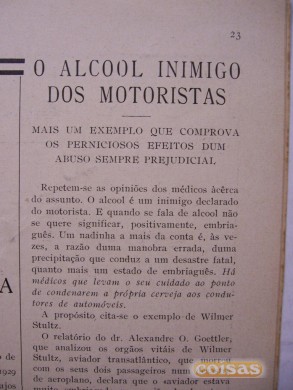 23
O ALCOOL INIMIGO
DOS MOTORISTAS
MAIS UM EXEMPLO QUE COMPROVA
OS PERNICIOSOS EFEITOS DUM
ABUSO SEMPRE PREJUDICIAL
Repetem-se as opiniões dos médicos àcêrca
do assunto. O alcool é um inimigo declarado
do motorista. E quando se fala de alcool não
se quere significar, positivamente, embria-
guês. Um nadinha a mais da conta é, às ve-
zes, a razão duma manobra errada, duma
precipitação que conduz a um desastre fatal,
quanto mais um estado de embriaguês. Há
médicos que levam o seu cuidado ao ponto
de condenarem a própria cerveja aos condu-
tores de automóveis.
A propósito cita-se o exemplo de Wilmer
Stultz.
O relatório do dr. Alexandre O. Goettler,
que analizou os orgãos vitais de Wilmer
Stultz, aviador transatlântico, que
com os seus dois passageiros num
de aeroplano, declara que o aviador estava
A
o de
1929
ajos
coisas